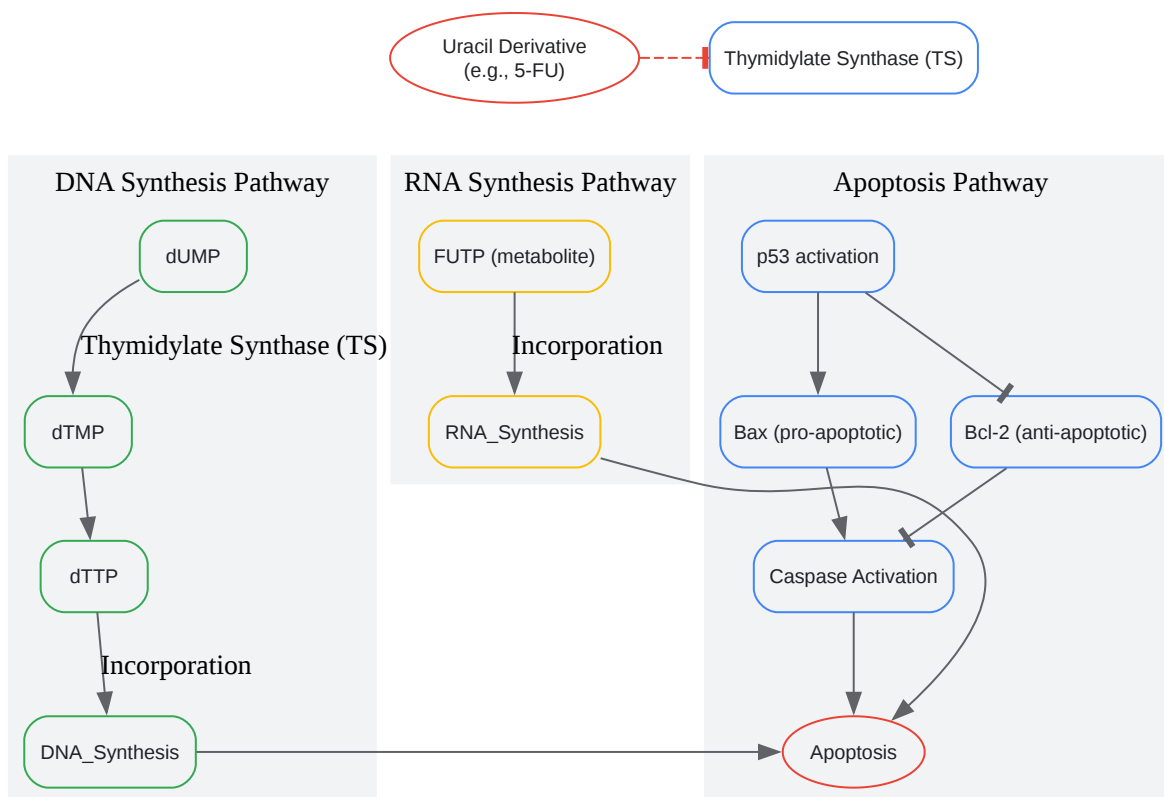 Uracil Derivative
(e.g., 5-FU)
Thymidylate Synthase (TS)
DNA Synthesis Pathway
RNA Synthesis Pathway
Apoptosis Pathway
dUMP
FUTP (metabolite)
p53 activation
Thymidylate Synthase (TS)
Incorporation
dTMP
RNA_Synthesis
Bax (pro-apoptotic)
Bcl-2 (anti-apoptotic)
dTTP
Caspase Activation
Incorporation
DNA_Synthesis
Apoptosis